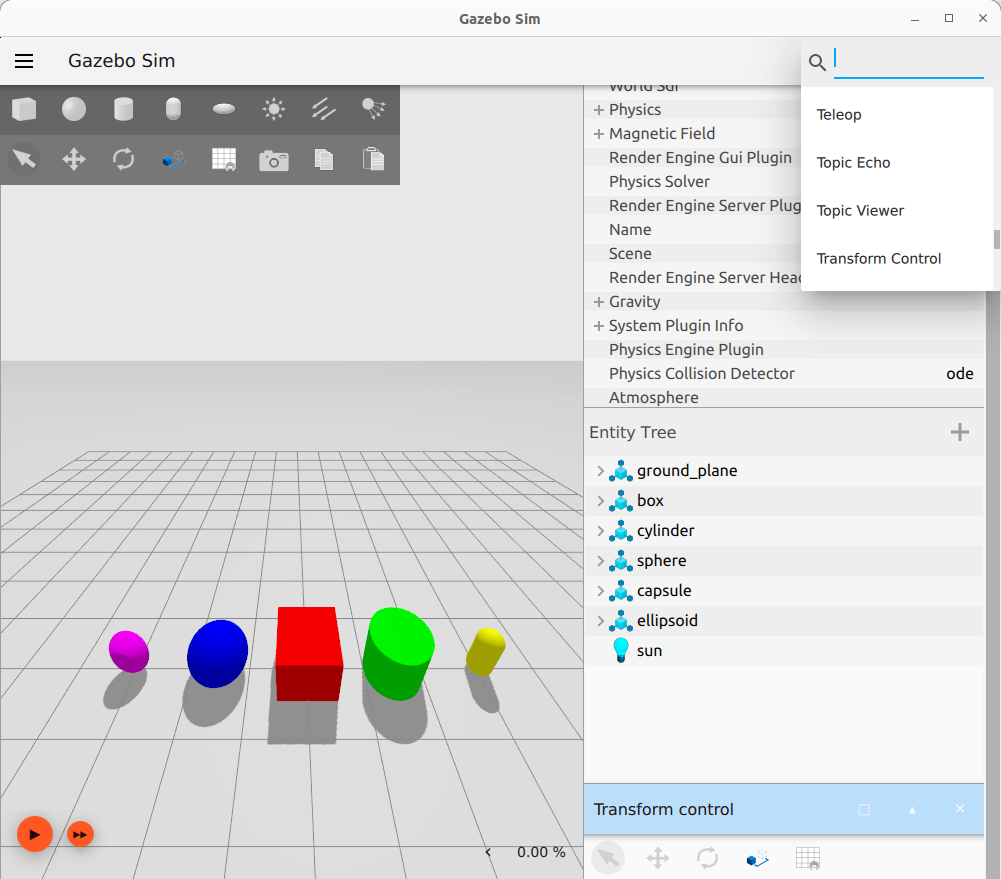 Gazebo Sim
Gazebo Sim
World Sdf
Physics
Magnetic Field
Render Engine Gui Plugin
Physics Solver
Render Engine Server Plug
Name
Scene
Render Engine Server Head
Gravity
System Plugin Info
Physics Engine Plugin
Physics Collision Detector ode
Atmosphere
Teleop
Topic Echo
Topic Viewer
Transform Control
Entity Tree
ground_plane
box
cylinder
sphere
capsule
ellipsoid
sun
Transform control
0.00 %